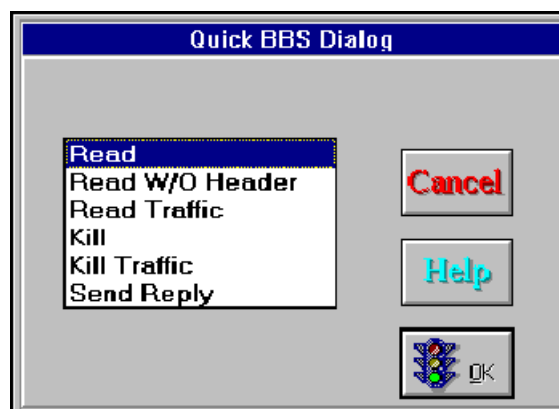 Quick BBS Dialog
Read
Read W/O Header
Read Traffic
Kill
Kill Traffic
Send Reply
Cancel
Help
OK